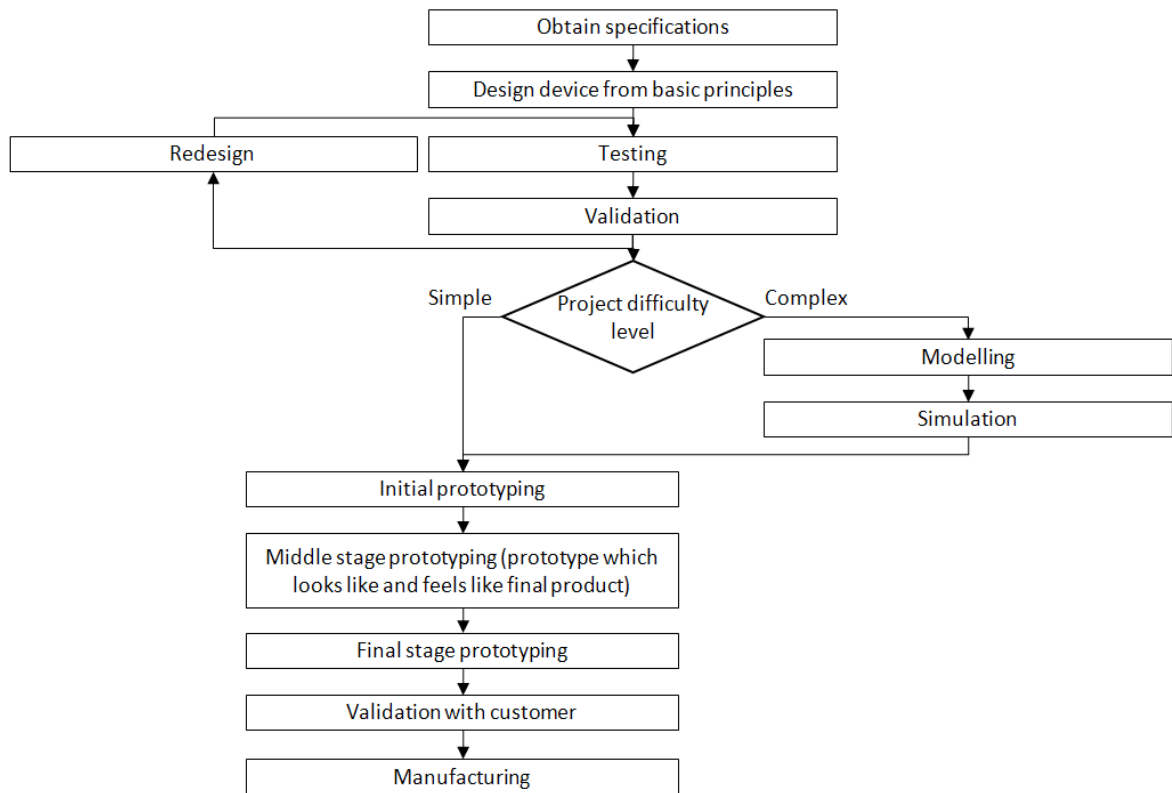 Obtain specifications
Design device from basic principles
Redesign
Testing
Validation
Simple
Project difficulty
level
Complex
Modelling
Simulation
Initial prototyping
Middle stage prototyping (prototype which
looks like and feels like final product)
Final stage prototyping
Validation with customer
Manufacturing